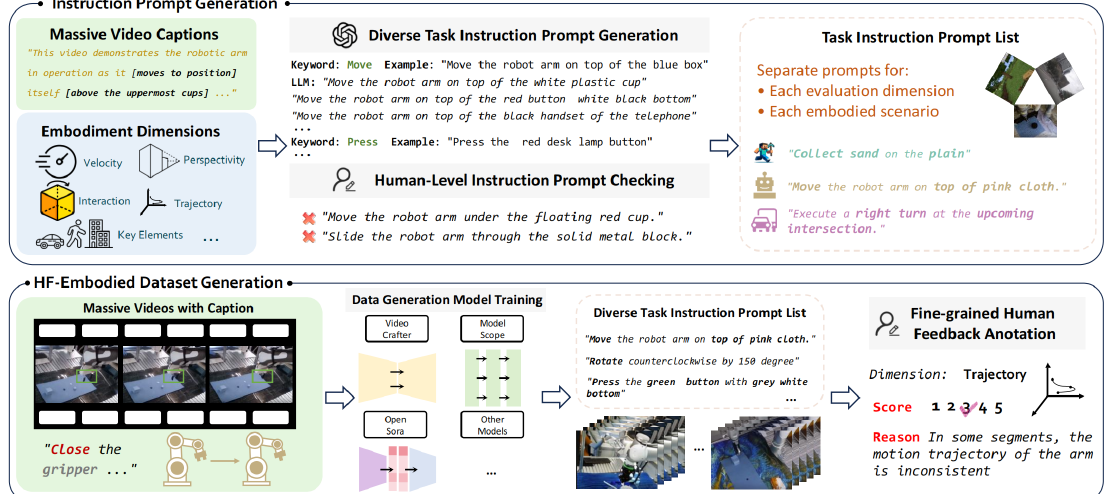 Instruction Prompt Generation
Massive Video Captions
"This video demonstrates the robotic arm
in operation as it [moves to position]
itself [above the uppermost cups] ..."
Embodiment Dimensions
Velocity
Perspectivity
Interaction
Trajectory
Key Elements
...
Diverse Task Instruction Prompt Generation
Keyword: Move Example: "Move the robot arm on top of the blue box"
LLM: "Move the robot arm on top of the white plastic cup"
"Move the robot arm on top of the red button white black bottom"
"Move the robot arm on top of the black handset of the telephone"
...
Keyword: Press Example: "Press the red desk lamp button"
...
Human-Level Instruction Prompt Checking
"Move the robot arm under the floating red cup."
"Slide the robot arm through the solid metal block."
Task Instruction Prompt List
Separate prompts for:
• Each evaluation dimension
• Each embodied scenario
"Collect sand on the plain"
"Move the robot arm on top of pink cloth."
"Execute a right turn at the upcoming
intersection."
HF-Embodied Dataset Generation
Massive Videos with Caption
"Close the
gripper ..."
Data Generation Model Training
Video
Crafter
Model
Scope
Open
Sora
Other
Models
...
Diverse Task Instruction Prompt List
"Move the robot arm on top of pink cloth."
"Rotate counterclockwise by 150 degree"
"Press the green button with grey white
bottom"
...
...
Fine-grained Human
Feedback Anotation
Dimension: Trajectory
Score 1 2 3 4 5
Reason In some segments, the
motion trajectory of the arm
is inconsistent